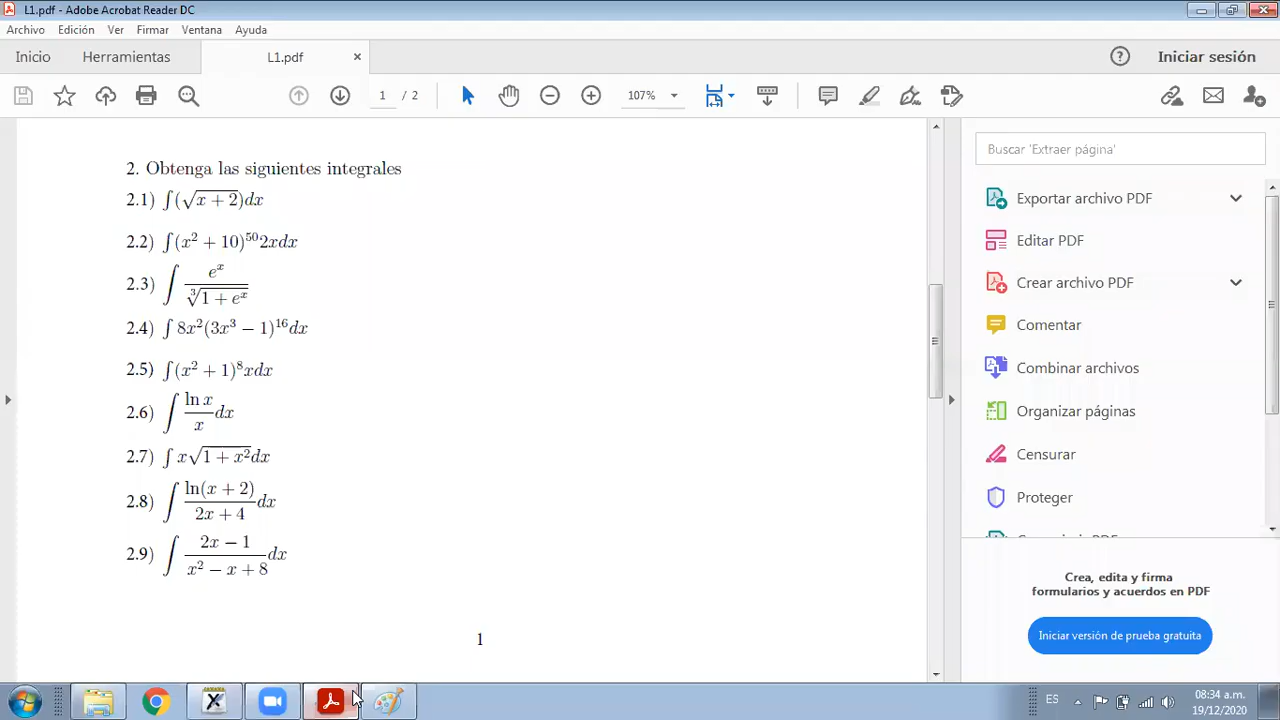 L1.pdf - Adobe Acrobat Reader DC
Archivo Edición Ver Firmar Ventana Ayuda
Inicio Herramientas L1.pdf × Iniciar sesión
1 / 2 107%
2. Obtenga las siguientes integrales
2.1) ∫(√(x + 2))dx
2.2) ∫(x² + 10)⁵⁰2xdx
2.3) ∫ eˣ / ∛(1 + eˣ)
2.4) ∫ 8x²(3x³ − 1)¹⁶dx
2.5) ∫(x² + 1)⁸xdx
2.6) ∫ (ln x / x) dx
2.7) ∫ x√(1 + x²)dx
2.8) ∫ (ln(x + 2) / (2x + 4)) dx
2.9) ∫ ((2x − 1) / (x² − x + 8)) dx
1
Buscar 'Extraer página'
Exportar archivo PDF
Editar PDF
Crear archivo PDF
Comentar
Combinar archivos
Organizar páginas
Censurar
Proteger
Crea, edita y firma
formularios y acuerdos en PDF
Iniciar versión de prueba gratuita
ES 08:34 a.m.
19/12/2020